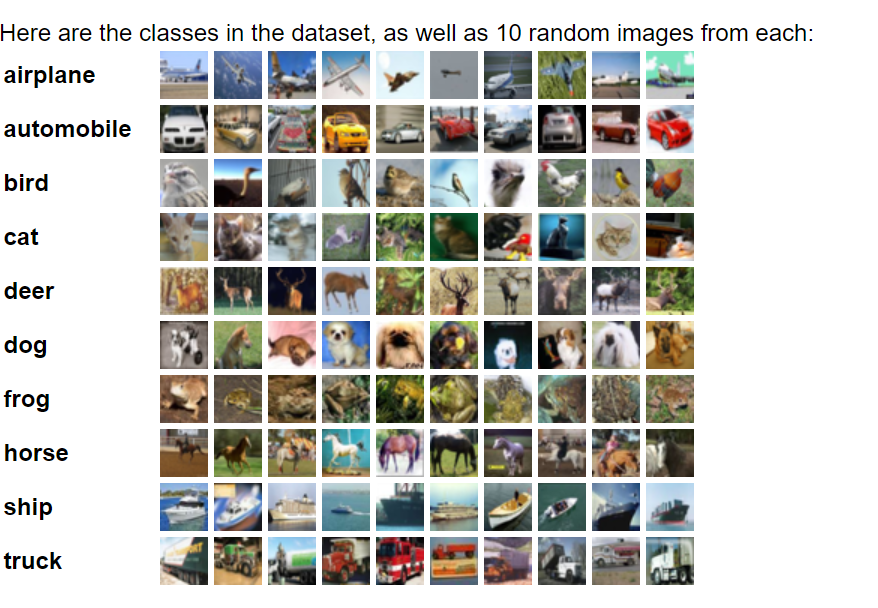 Here are the classes in the dataset, as well as 10 random images from each:
airplane
automobile
bird
cat
deer
dog
frog
horse
ship
truck